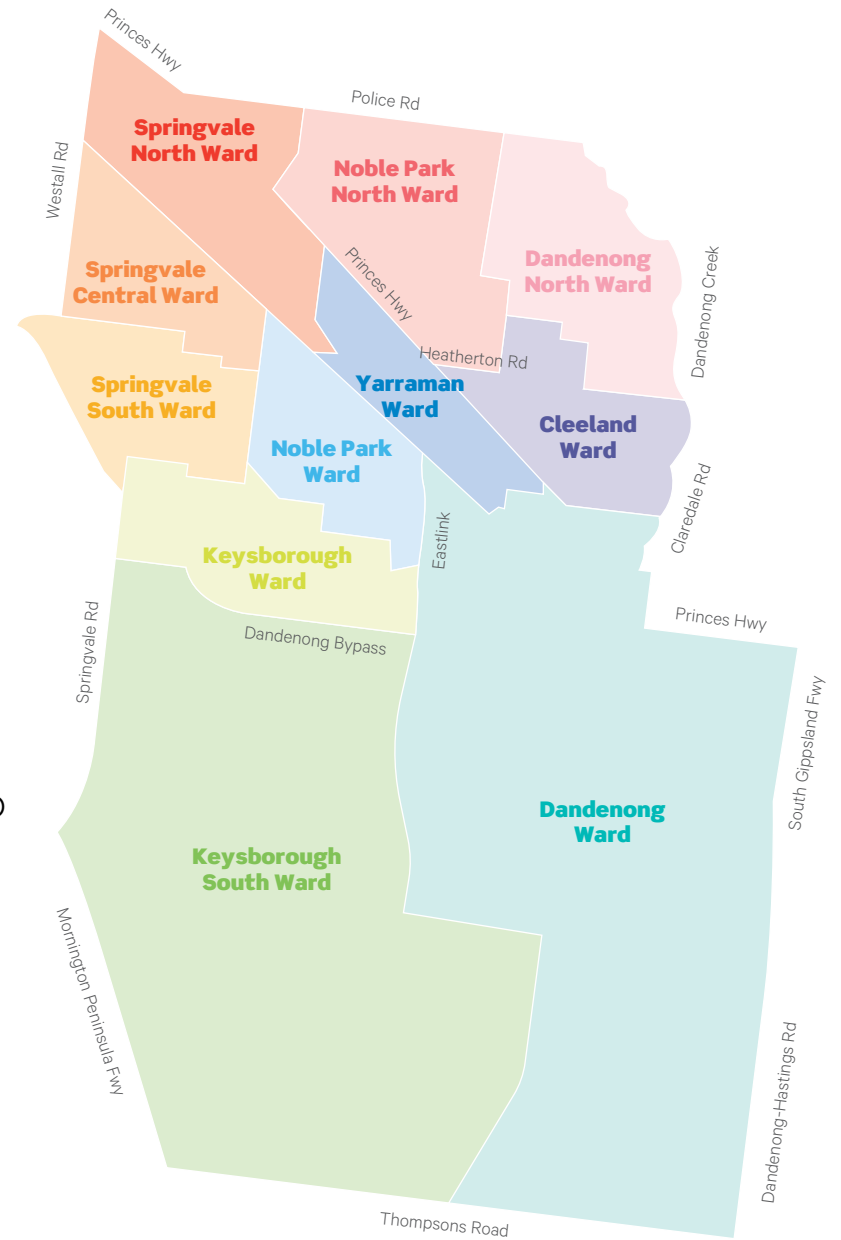 Princes Hwy
Police Rd
Springvale
North Ward
Noble Park
North Ward
Westall Rd
Dandenong
North Ward
Springvale
Central Ward
Princes Hwy
Dandenong Creek
Heatherton Rd
Springvale
South Ward
Yarraman
Ward
Cleeland
Ward
Noble Park
Ward
Claredale Rd
Eastlink
Keysborough
Ward
Princes Hwy
Springvale Rd
Dandenong Bypass
South Gippsland Fwy
Dandenong
Ward
Keysborough
South Ward
Mornington Peninsula Fwy
Dandenong-Hastings Rd
Thompsons Road